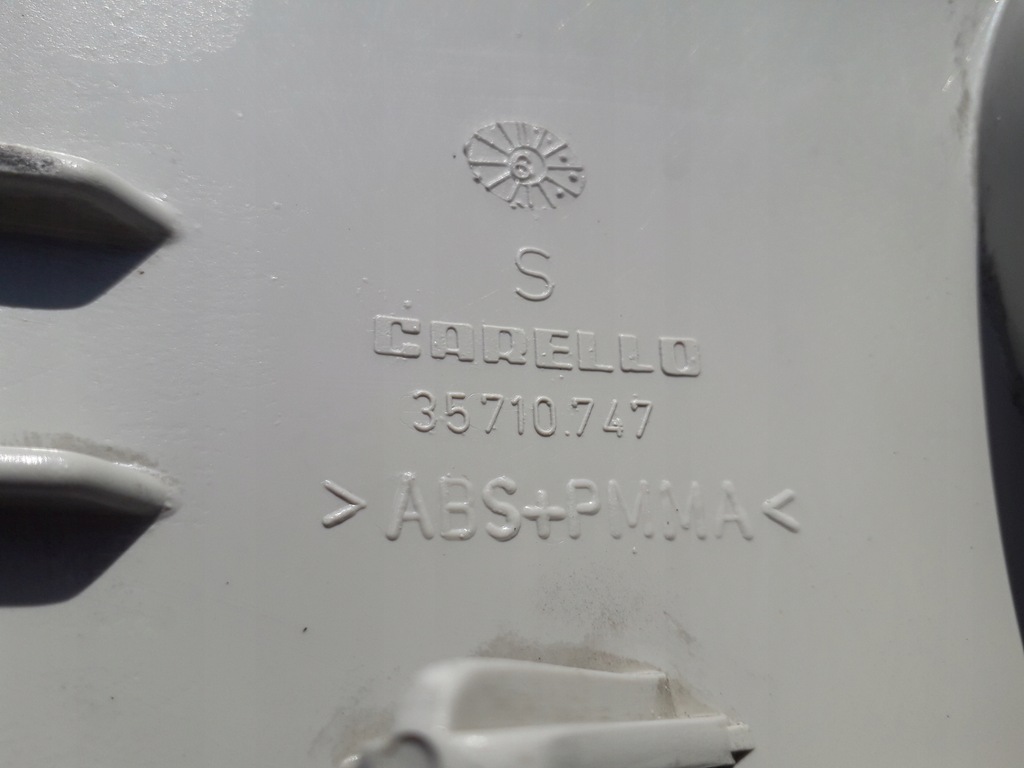 S
CARELLO
35710.747
>ABS+PMMA<